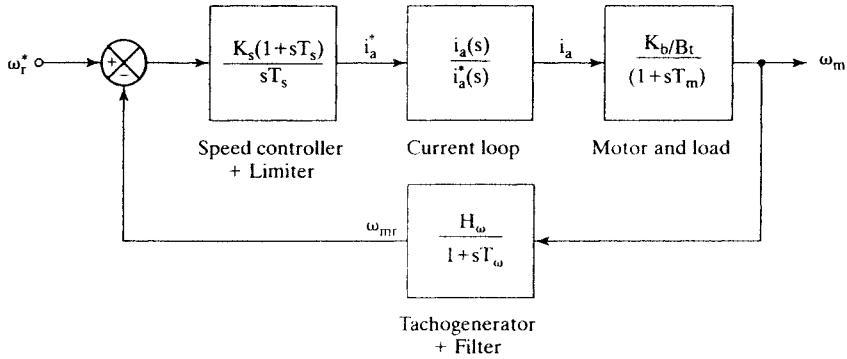 ω_r*
+
−
K_s(1+sT_s)
sT_s
i_a*
i_a(s)
i_a*(s)
i_a
K_b/B_t
(1+sT_m)
ω_m
Speed controller
+ Limiter
Current loop
Motor and load
ω_mr
H_ω
1+sT_ω
Tachogenerator
+ Filter